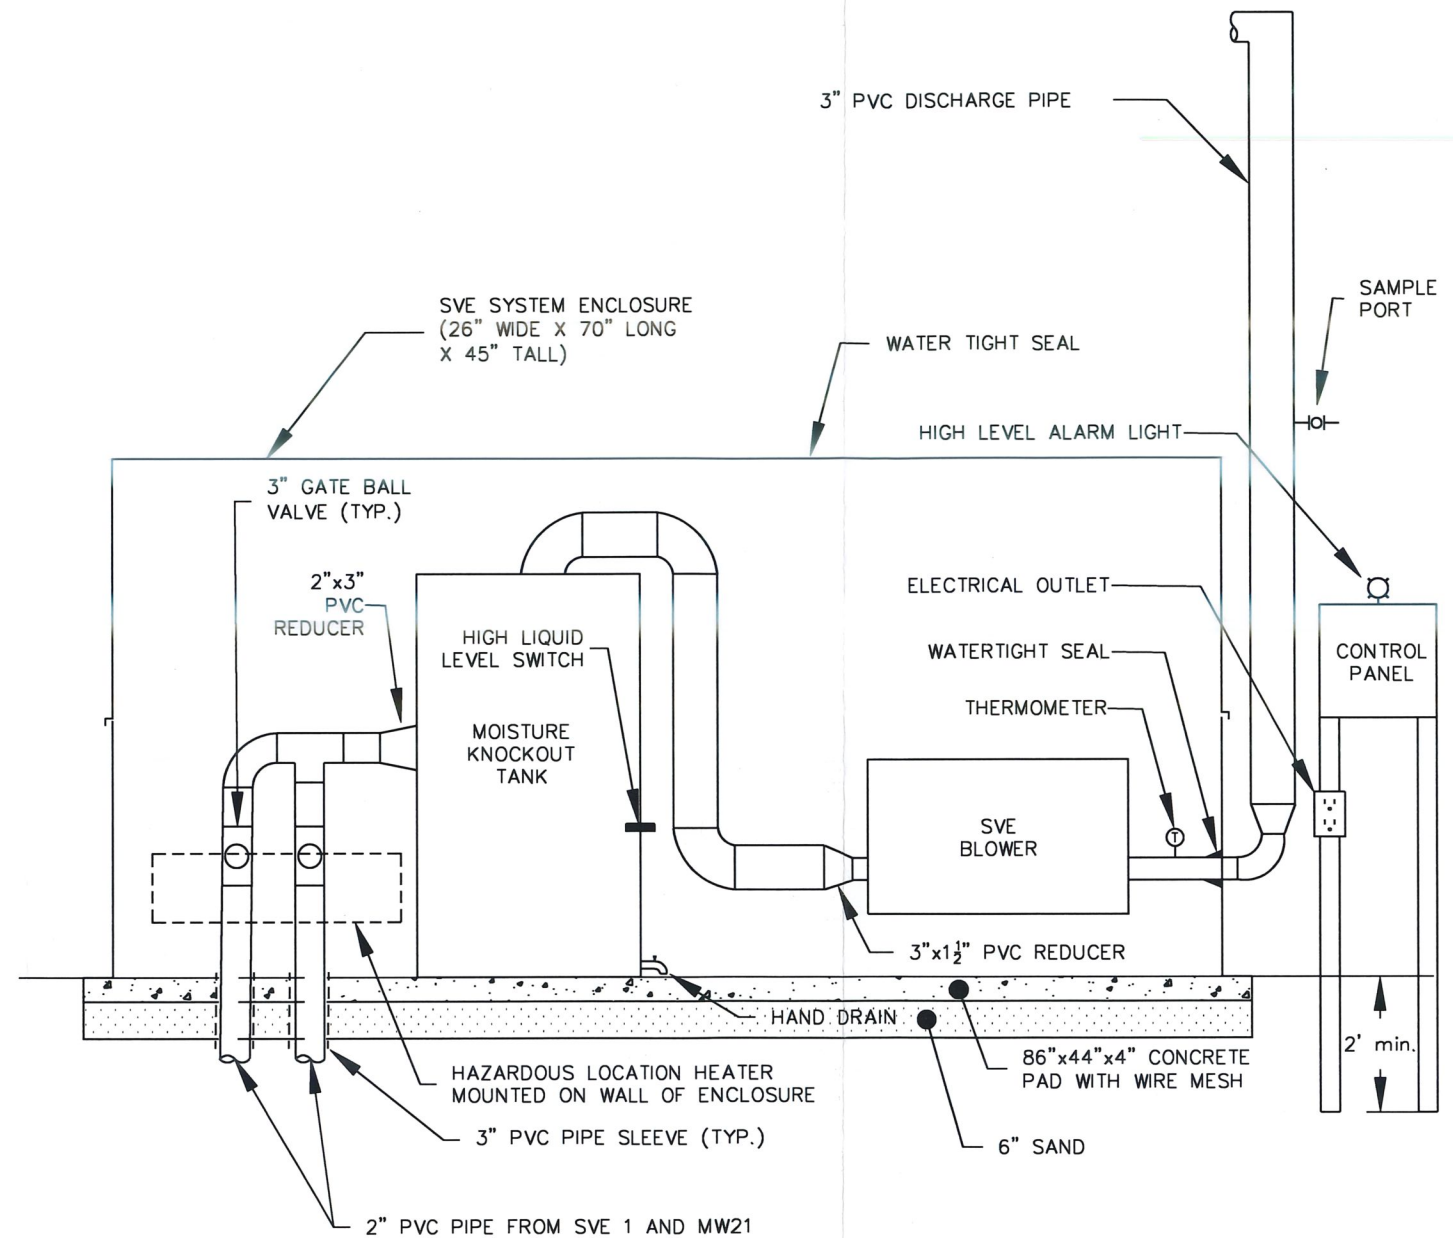 3" PVC DISCHARGE PIPE
SAMPLE
PORT
SVE SYSTEM ENCLOSURE
(26" WIDE X 70" LONG
X 45" TALL)
WATER TIGHT SEAL
HIGH LEVEL ALARM LIGHT
3" GATE BALL
VALVE (TYP.)
2"x3"
PVC
REDUCER
ELECTRICAL OUTLET
HIGH LIQUID
LEVEL SWITCH
WATERTIGHT SEAL
CONTROL
PANEL
THERMOMETER
MOISTURE
KNOCKOUT
TANK
SVE
BLOWER
T
3"x1½" PVC REDUCER
HAND DRAIN
2' min.
86"x44"x4" CONCRETE
PAD WITH WIRE MESH
HAZARDOUS LOCATION HEATER
MOUNTED ON WALL OF ENCLOSURE
3" PVC PIPE SLEEVE (TYP.)
6" SAND
2" PVC PIPE FROM SVE 1 AND MW21